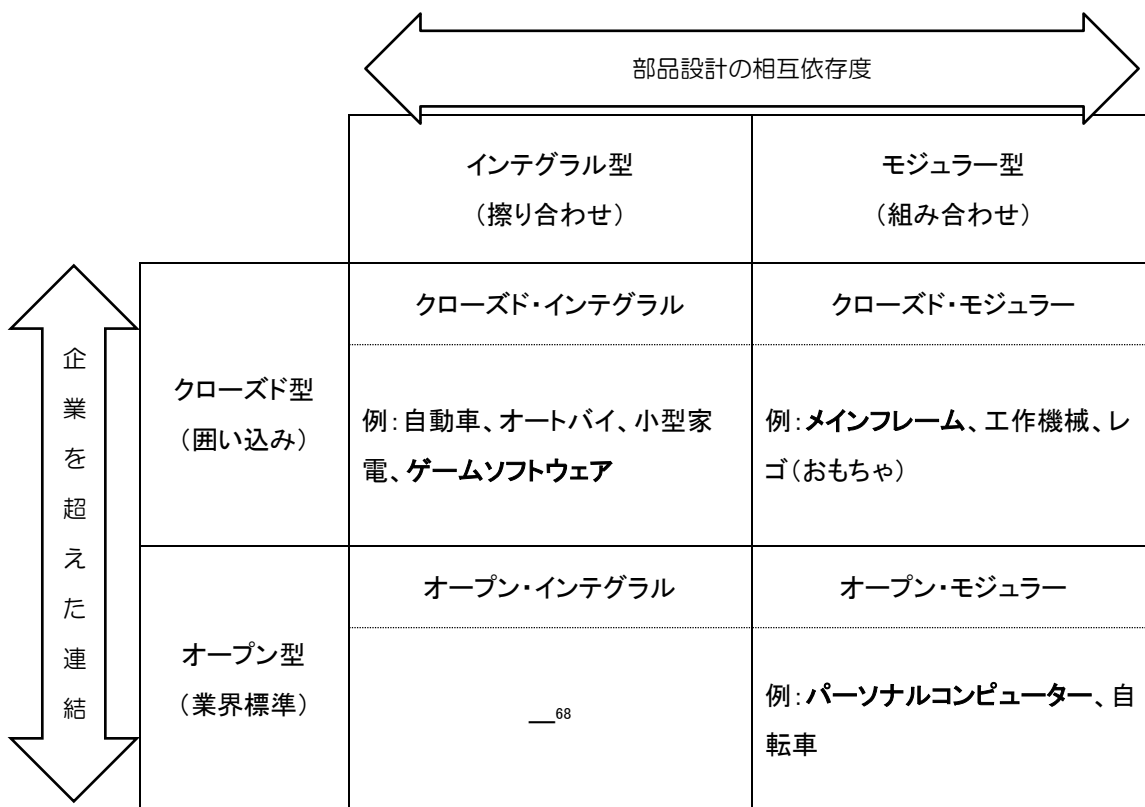 部品設計の相互依存度
インテグラル型
（擦り合わせ）
モジュラー型
（組み合わせ）
企業を超えた連結
クローズド型
（囲い込み）
クローズド・インテグラル
例：自動車、オートバイ、小型家
電、ゲームソフトウェア
クローズド・モジュラー
例：メインフレーム、工作機械、レ
ゴ（おもちゃ）
オープン型
（業界標準）
オープン・インテグラル
―68
オープン・モジュラー
例：パーソナルコンピューター、自
転車